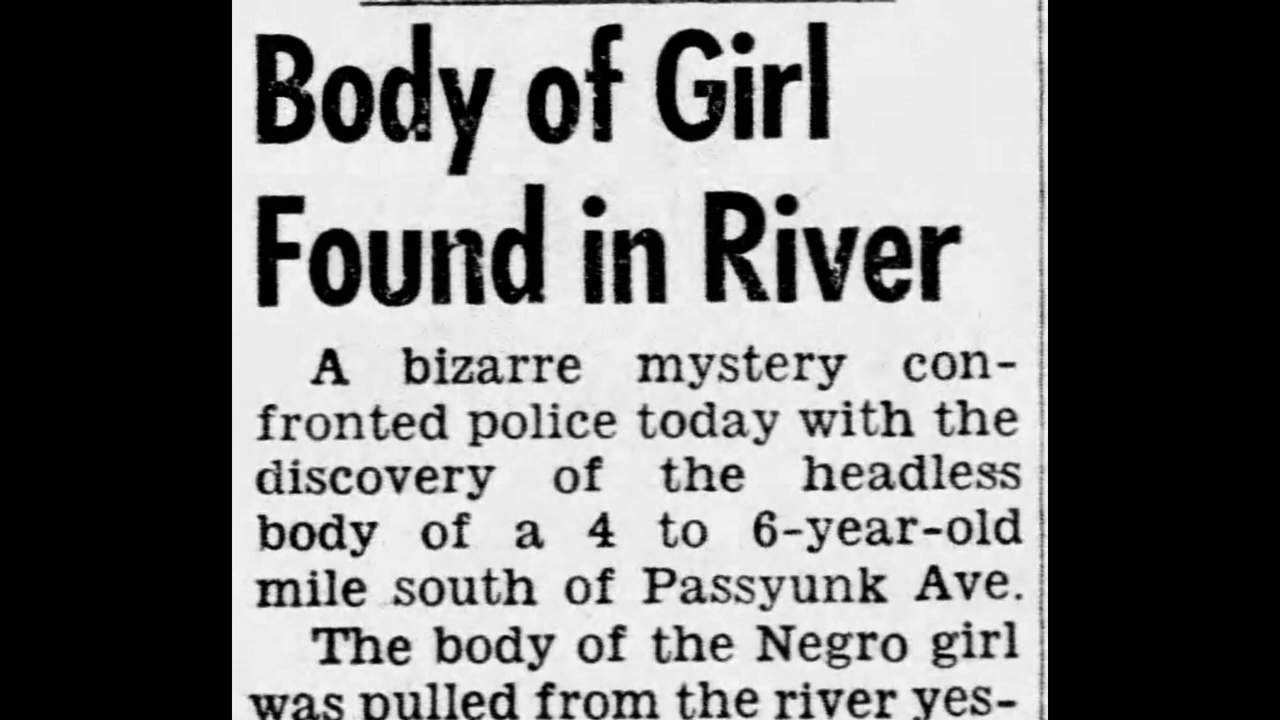 Body of Girl
Found in River
A bizarre mystery con-
fronted police today with the
discovery of the headless
body of a 4 to 6-year-old
mile south of Passyunk Ave.
The body of the Negro girl
was pulled from the river yes-